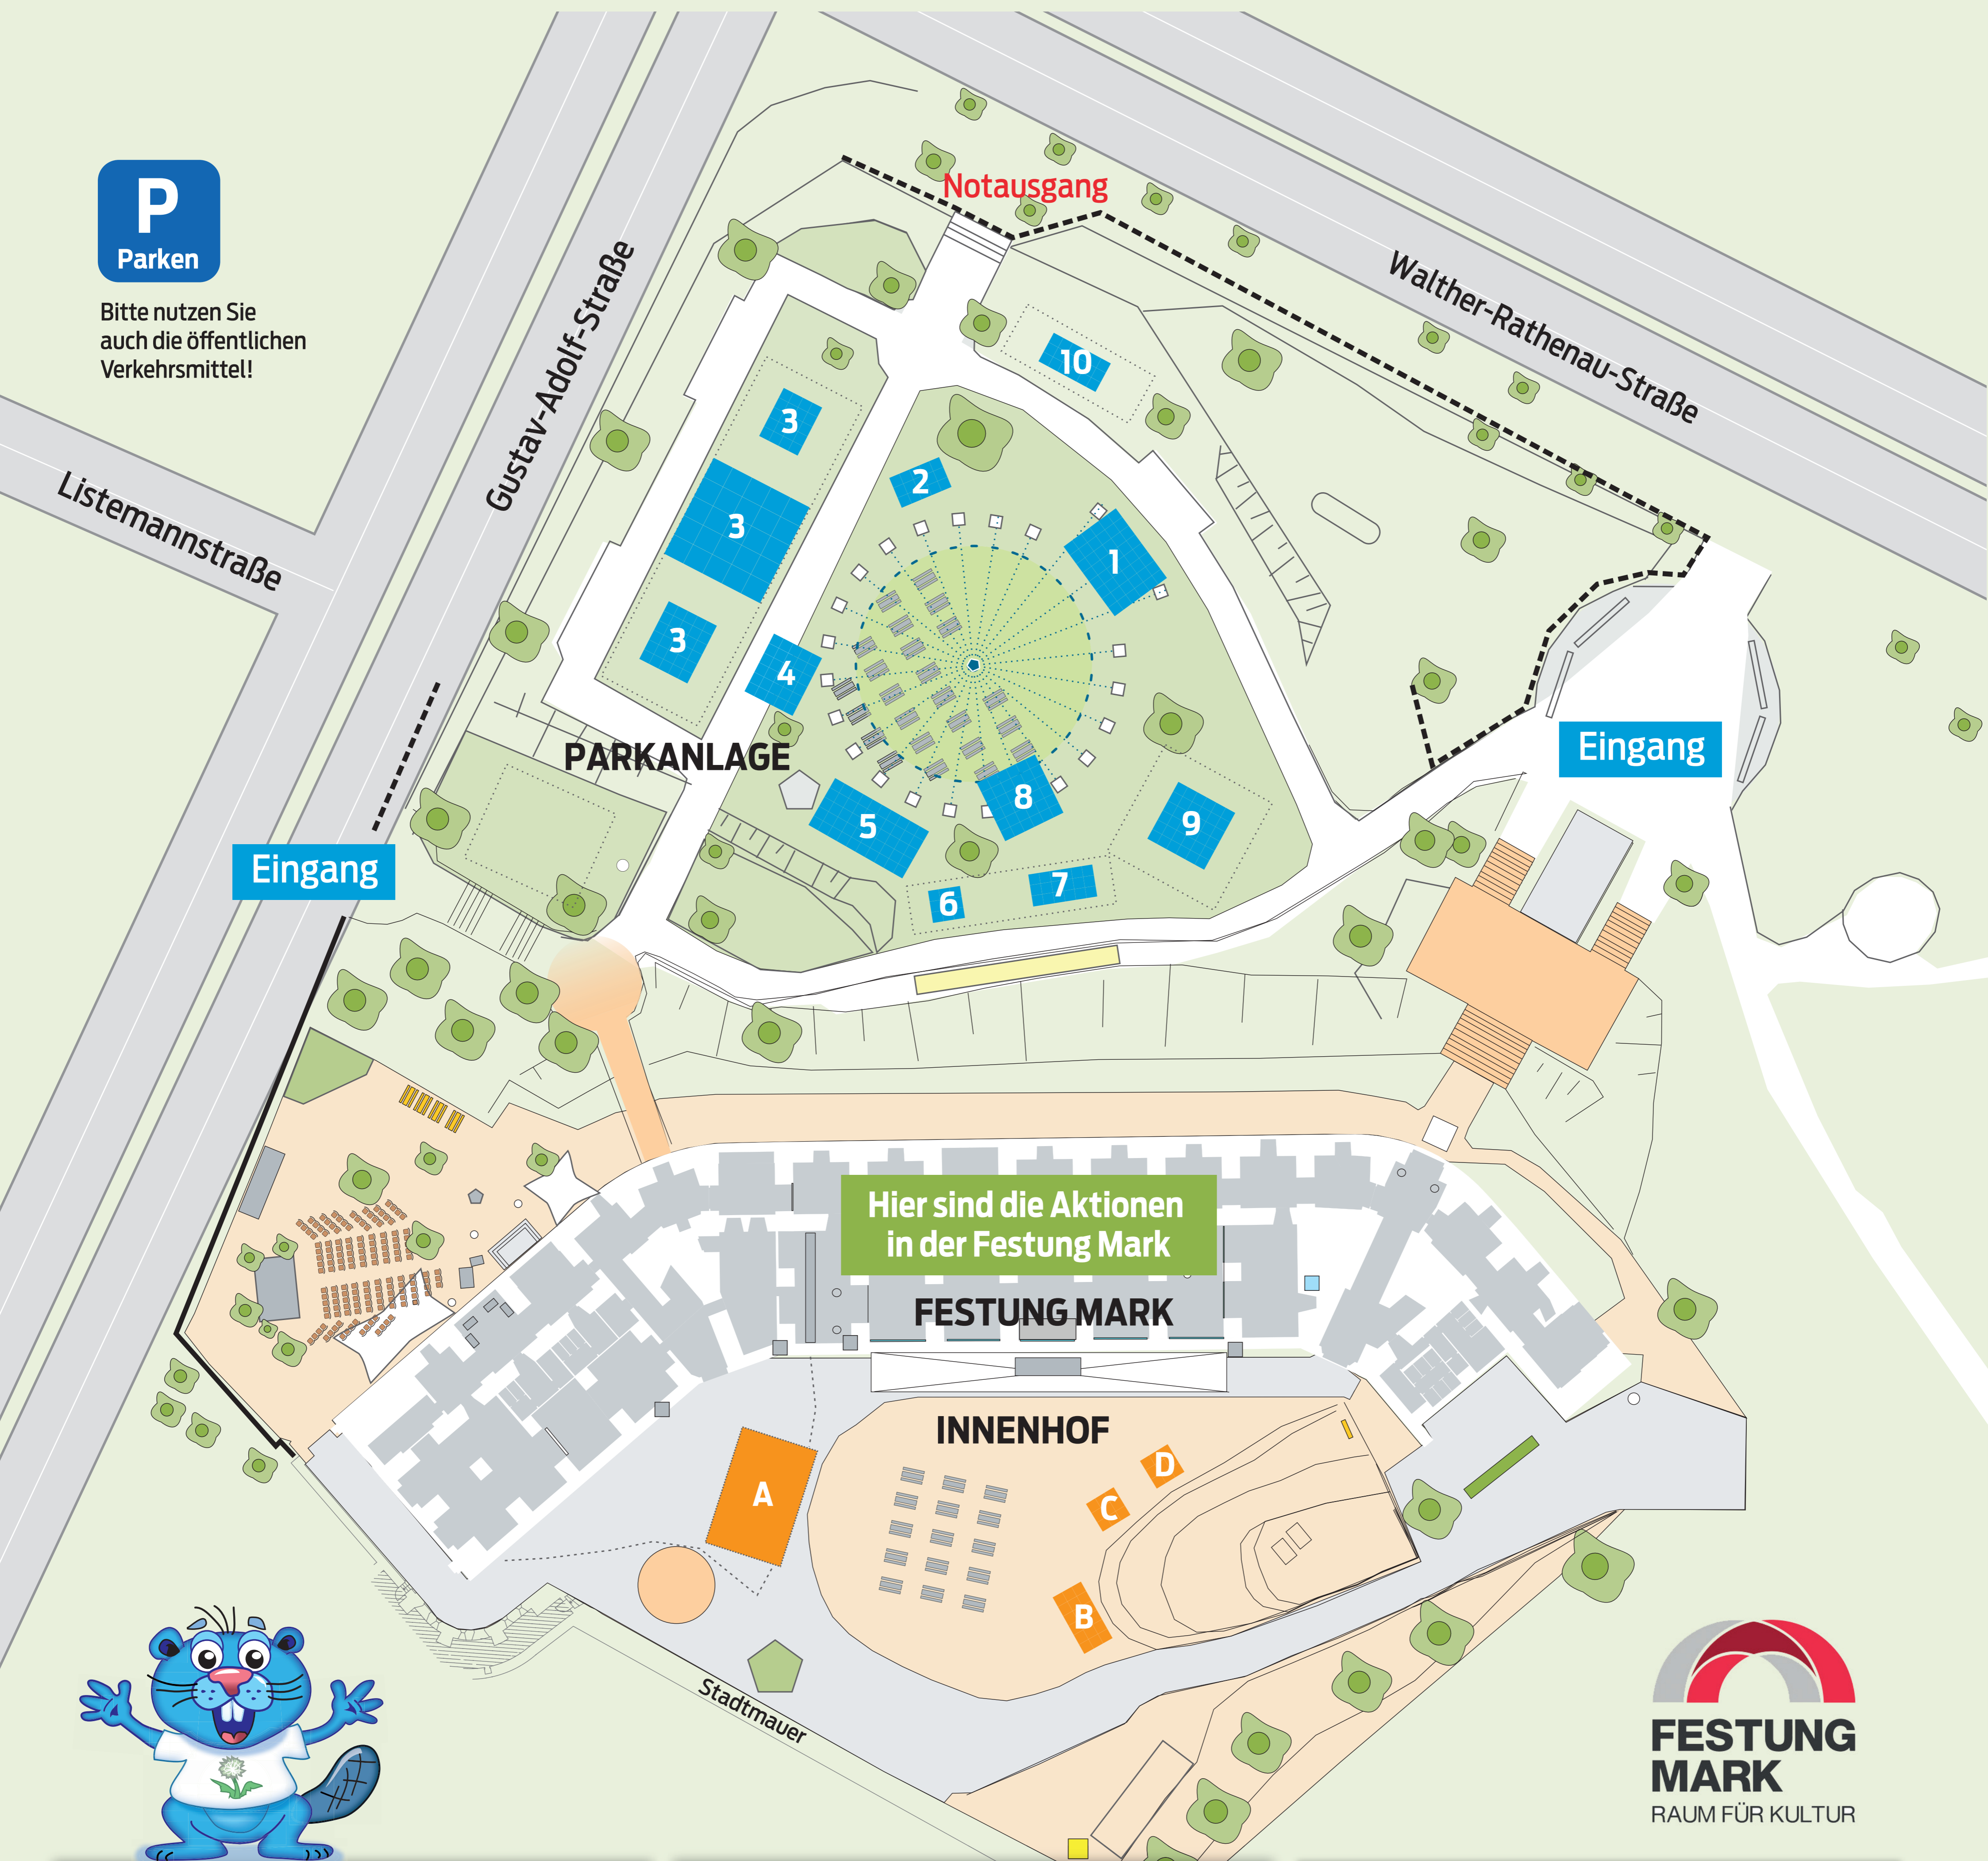 P
Parken
Bitte nutzen Sie
auch die öffentlichen
Verkehrsmittel!
Listemannstraße
Gustav-Adolf-Straße
Notausgang
Walther-Rathenau-Straße
10
3
2
3
1
3
4
PARKANLAGE
Eingang
8
5
9
7
6
Eingang
Hier sind die Aktionen
in der Festung Mark
FESTUNG MARK
INNENHOF
D
A
C
B
Stadtmauer
FESTUNG
MARK
RAUM FÜR KULTUR